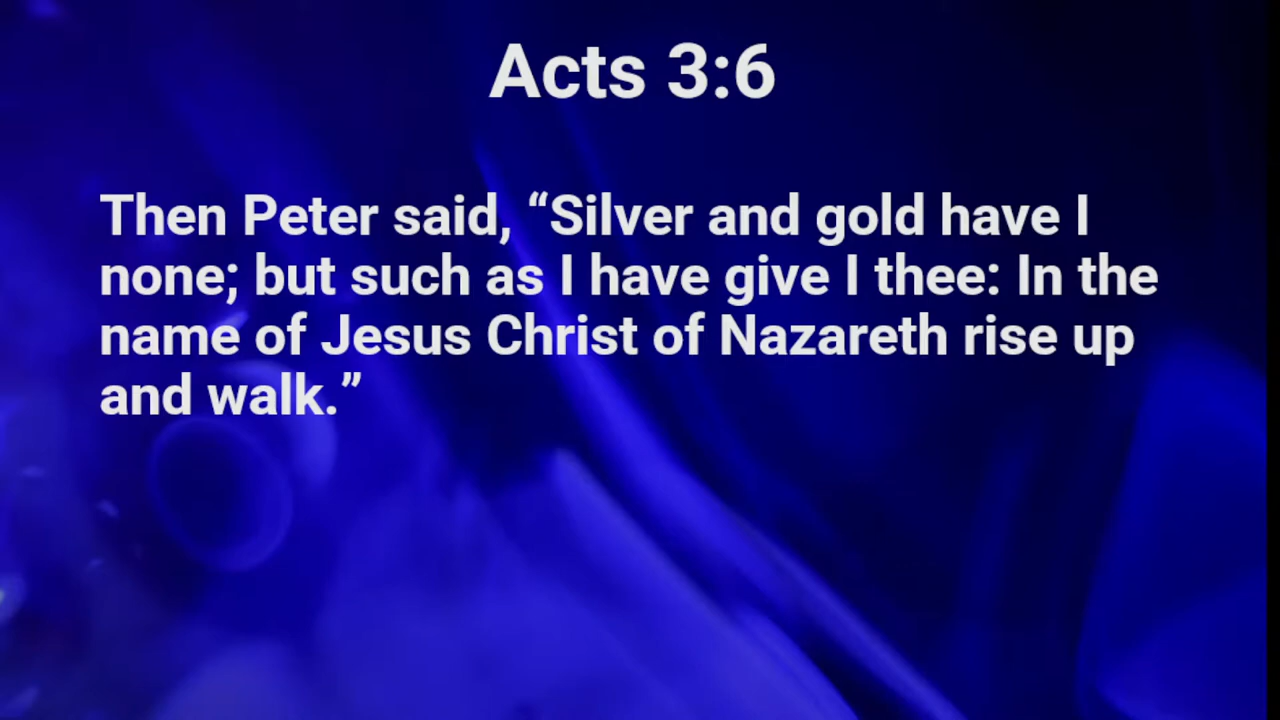 Acts 3:6
Then Peter said, “Silver and gold have I
none; but such as I have give I thee: In the
name of Jesus Christ of Nazareth rise up
and walk.”